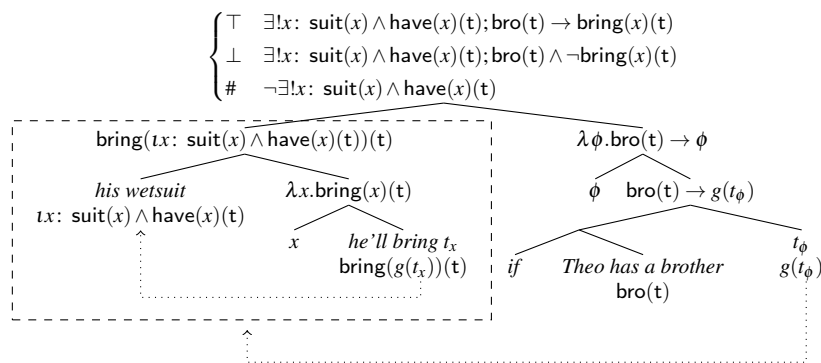 ⊤ ∃!x: suit(x) ∧ have(x)(t); bro(t) → bring(x)(t)
⊥ ∃!x: suit(x) ∧ have(x)(t); bro(t) ∧ ¬bring(x)(t)
# ¬∃!x: suit(x) ∧ have(x)(t)
bring(ιx: suit(x) ∧ have(x)(t))(t) λϕ.bro(t) → ϕ
his wetsuit λx.bring(x)(t) ϕ bro(t) → g(tϕ)
ιx: suit(x) ∧ have(x)(t)
x he'll bring tx if Theo has a brother tϕ
bring(g(tx))(t) bro(t) g(tϕ)